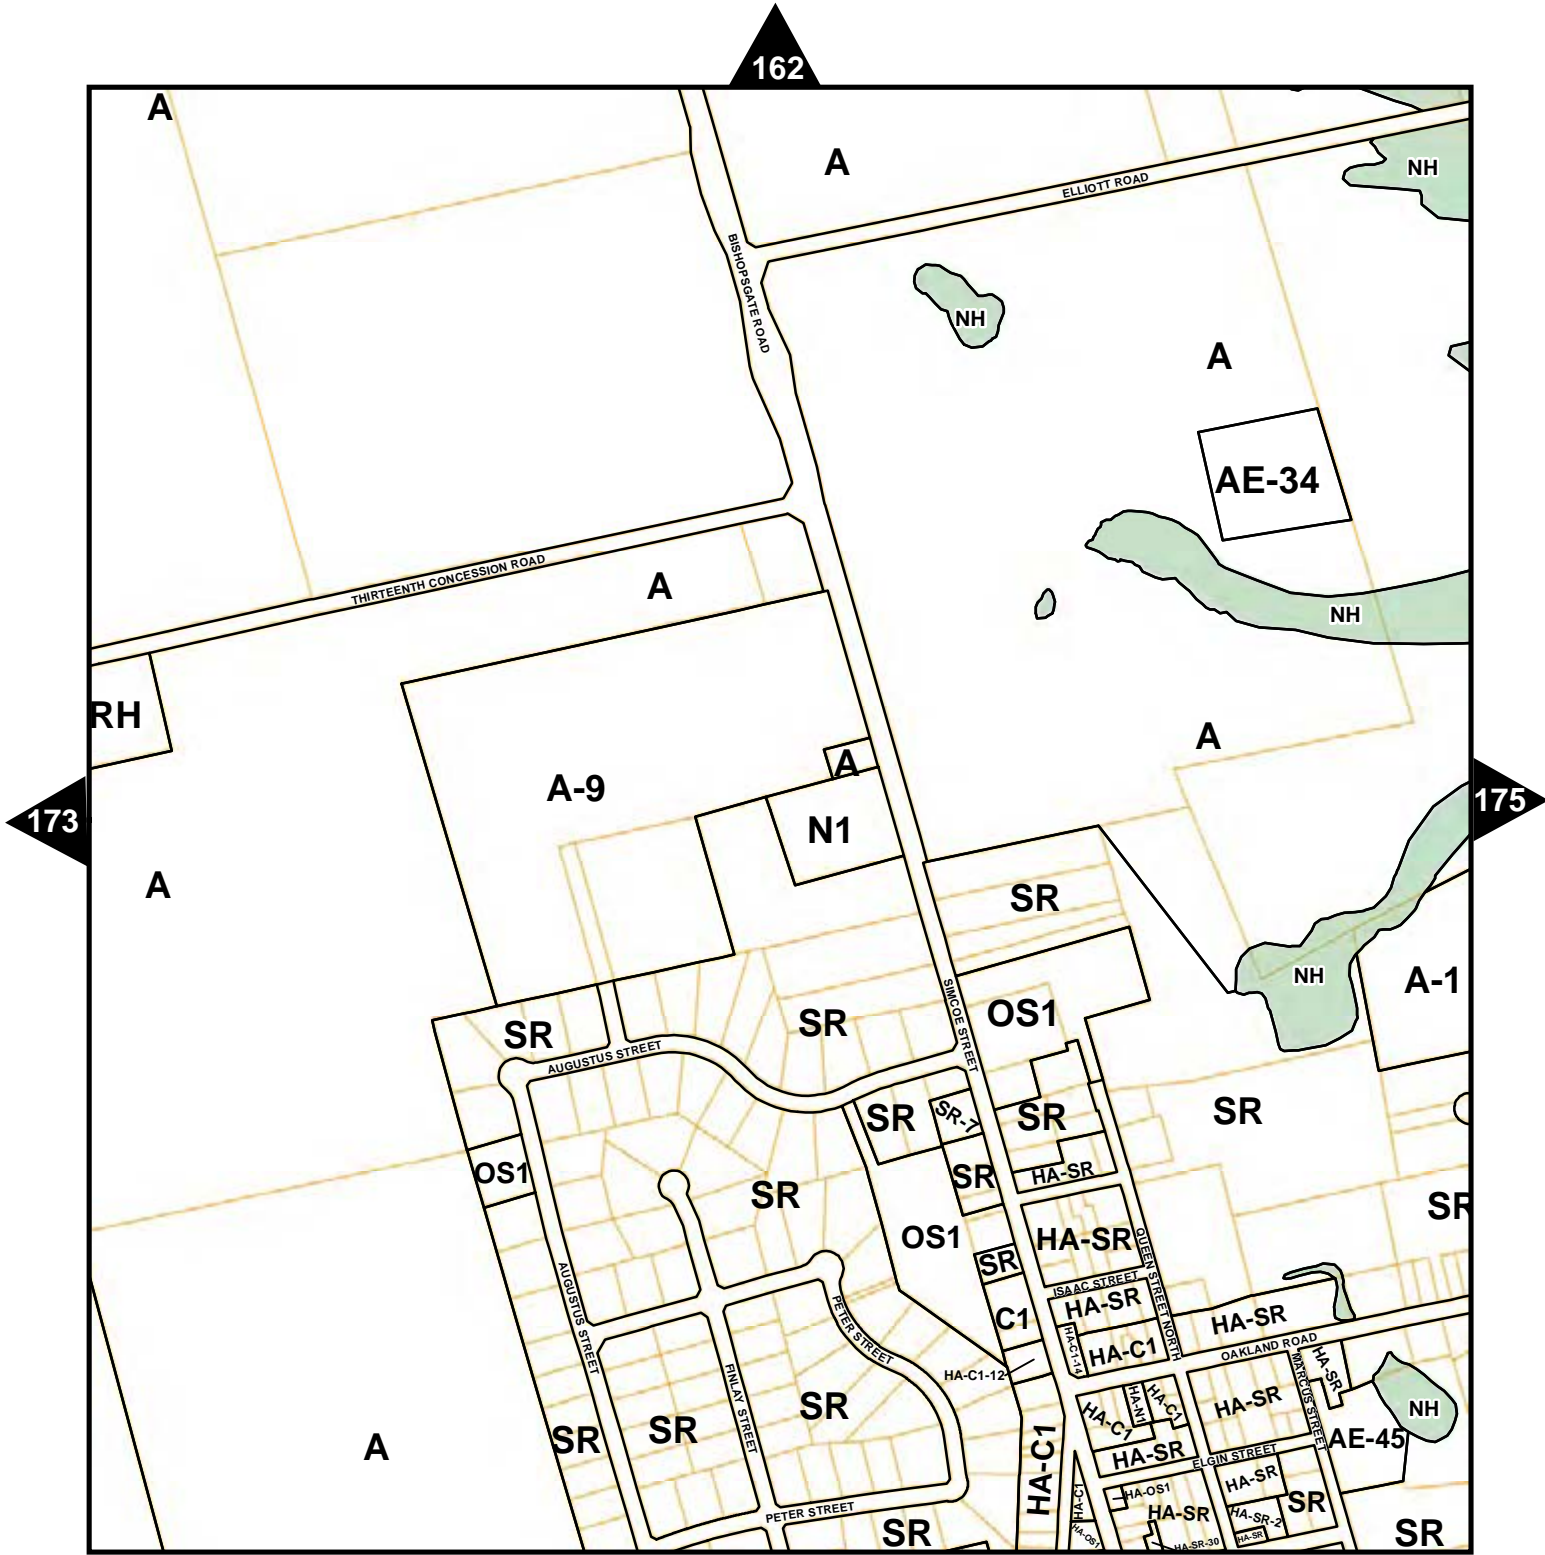 162
A
A
NH
ELLIOTT ROAD
BISHOPSGATE ROAD
NH
A
AE-34
THIRTEENTH CONCESSION ROAD
A
NH
RH
A
A
A-9
173
175
N1
A
SR
NH
A-1
SIMCOE STREET
OS1
SR
SR
AUGUSTUS STREET
SR
SR-7
SR
SR
OS1
SR
HA-SR
SR
SR
OS1
HA-SR
QUEEN STREET NORTH
SR
ISAAC STREET
AUGUSTUS STREET
HA-SR
C1
HA-SR
PETER STREET
HA-C1-14
HA-C1
OAKLAND ROAD
HA-C1-12
HA-SR
MARCUS STREET
FINLAY STREET
SR
HA-N1
HA-C1
HA-SR
NH
HA-C1
SR
SR
A
AE-45
HA-SR
ELGIN STREET
HA-C1
HA-SR
HA-OS1
HA-C1
SR
PETER STREET
HA-SR
HA-SR-2
SR
SR
HA-OS1
HA-SR
HA-SR-30